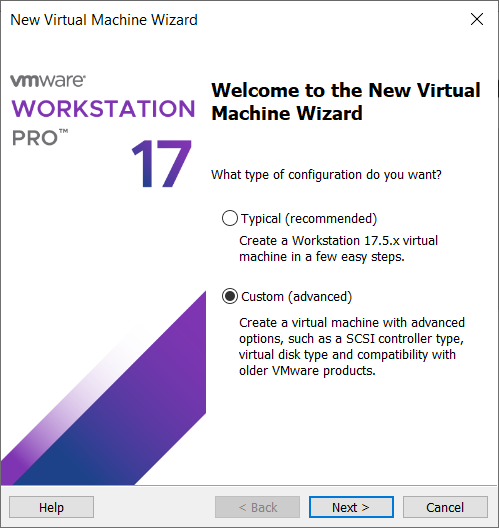 New Virtual Machine Wizard
vmware®
WORKSTATION
PRO™
17
Welcome to the New Virtual
Machine Wizard
What type of configuration do you want?
Typical (recommended)
Create a Workstation 17.5.x virtual
machine in a few easy steps.
Custom (advanced)
Create a virtual machine with advanced
options, such as a SCSI controller type,
virtual disk type and compatibility with
older VMware products.
Help
< Back
Next >
Cancel